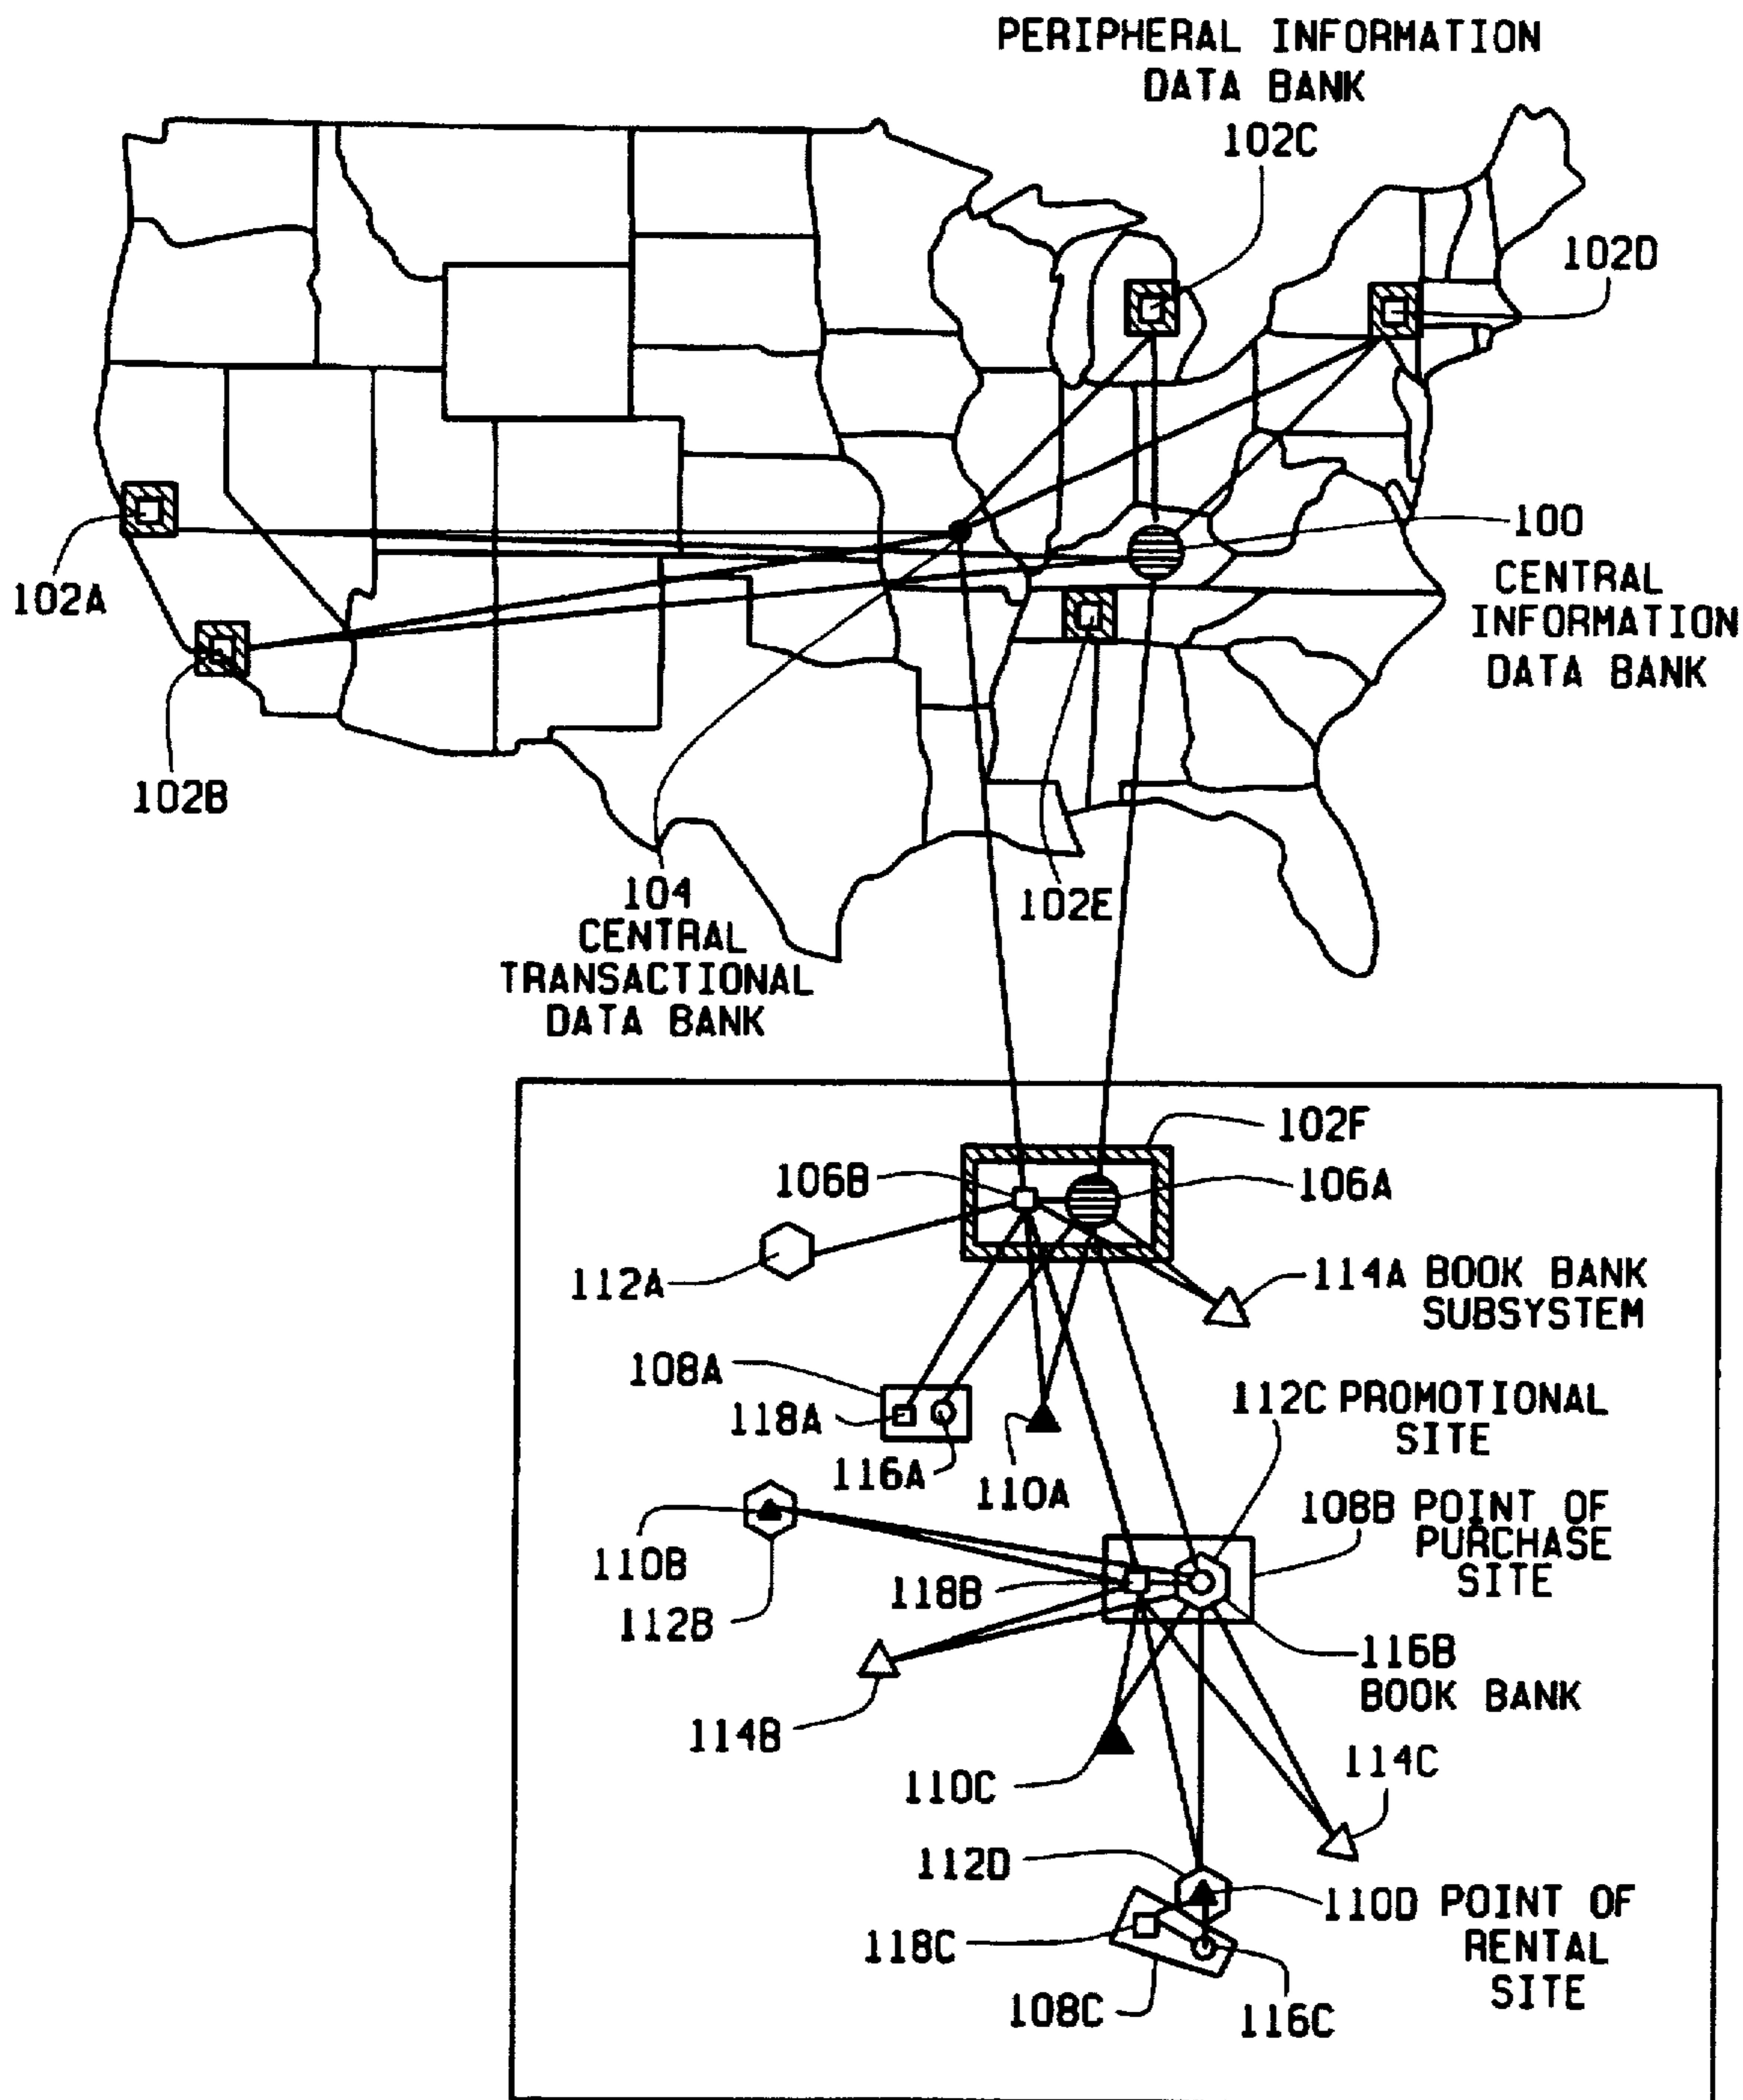 PERIPHERAL INFORMATION
DATA BANK
102C
102D
100
CENTRAL
INFORMATION
DATA BANK
102A
102B
104
CENTRAL
TRANSACTIONAL
DATA BANK
102E
102F
106B
106A
112A
114A BOOK BANK
SUBSYSTEM
108A
118A
116A
110A
112C PROMOTIONAL
SITE
108B POINT OF
PURCHASE
SITE
110B
118B
112B
116B
BOOK BANK
114B
110C
114C
112D
110D POINT OF
RENTAL
SITE
118C
108C
116C